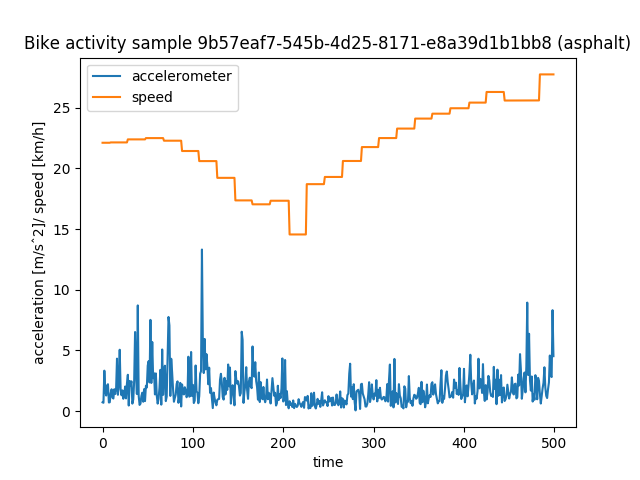 Bike activity sample 9b57eaf7-545b-4d25-8171-e8a39d1b1bb8 (asphalt)
accelerometer
speed
acceleration [m/s^2]/ speed [km/h]
25
20
15
10
5
0
0 100 200 300 400 500
time